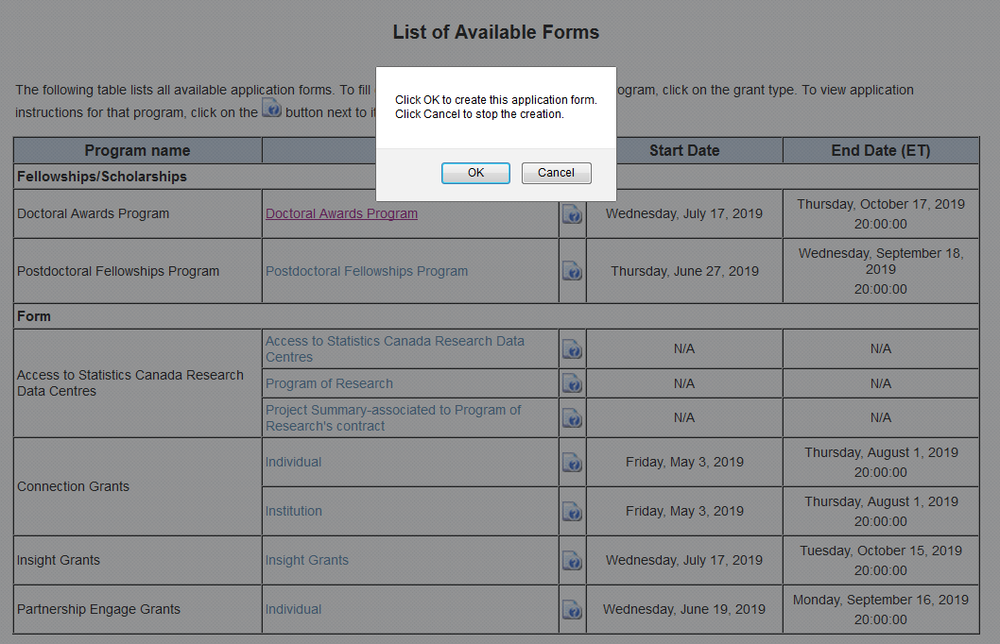 List of Available Forms
The following table lists all available application forms. To fill
ogram, click on the grant type. To view application
instructions for that program, click on the
button next to it
Click OK to create this application form.
Click Cancel to stop the creation.
OK
Cancel
Program name
Start Date
End Date (ET)
Fellowships/Scholarships
Doctoral Awards Program
Doctoral Awards Program
Wednesday, July 17, 2019
Thursday, October 17, 2019
20:00:00
Postdoctoral Fellowships Program
Postdoctoral Fellowships Program
Thursday, June 27, 2019
Wednesday, September 18,
2019
20:00:00
Form
Access to Statistics Canada Research
Data Centres
Access to Statistics Canada Research Data
Centres
N/A
N/A
Program of Research
N/A
N/A
Project Summary-associated to Program of
Research's contract
N/A
N/A
Connection Grants
Individual
Friday, May 3, 2019
Thursday, August 1, 2019
20:00:00
Institution
Friday, May 3, 2019
Thursday, August 1, 2019
20:00:00
Insight Grants
Insight Grants
Wednesday, July 17, 2019
Tuesday, October 15, 2019
20:00:00
Partnership Engage Grants
Individual
Wednesday, June 19, 2019
Monday, September 16, 2019
20:00:00